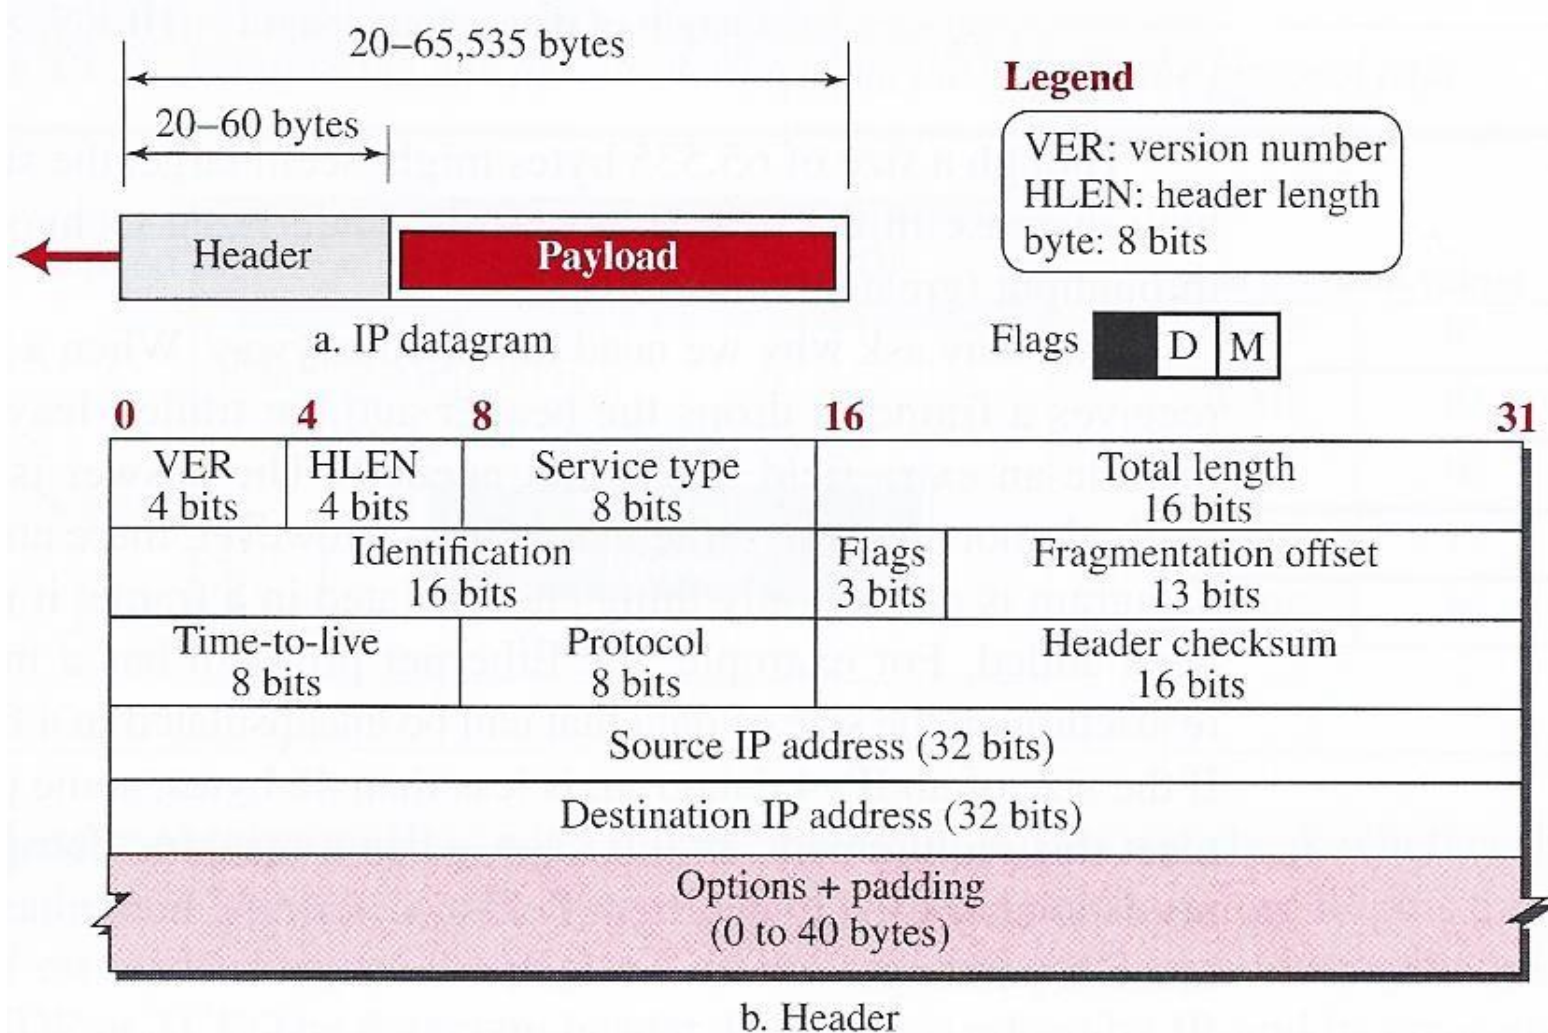 20–65,535 bytes
20–60 bytes
Header
Payload
a. IP datagram
Legend
VER: version number
HLEN: header length
byte: 8 bits
Flags D M
0 4 8 16 31
VER HLEN Service type Total length
4 bits 4 bits 8 bits 16 bits
Identification Flags Fragmentation offset
16 bits 3 bits 13 bits
Time-to-live Protocol Header checksum
8 bits 8 bits 16 bits
Source IP address (32 bits)
Destination IP address (32 bits)
Options + padding
(0 to 40 bytes)
b. Header